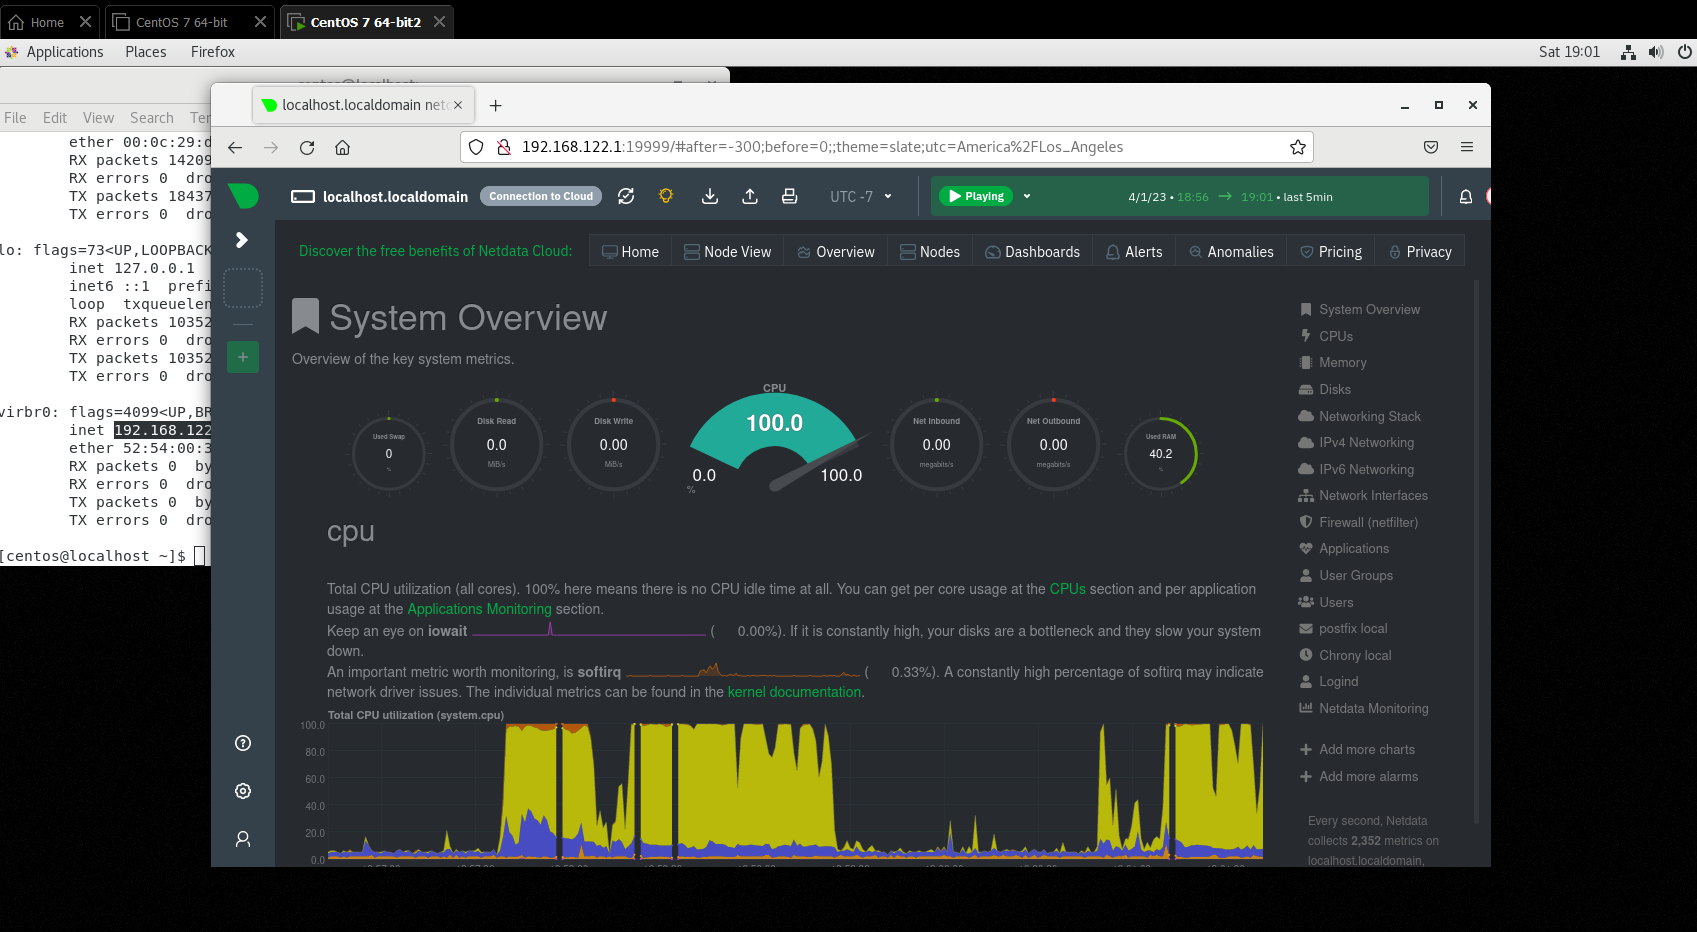 Home
CentOS 7 64-bit
CentOS 7 64-bit2
Applications Places Firefox
Sat 19:01
File Edit View Search
ether 00:0c:29:d
RX packets 14209
RX errors 0 dro
TX packets 18437
TX errors 0 dro
lo: flags=73<UP,LOOPBACK
inet 127.0.0.1
inet6 ::1 prefi
loop txqueuelen
RX packets 10352
RX errors 0 dro
TX packets 10352
TX errors 0 dro
virbr0: flags=4099<UP,BR
inet 192.168.122
ether 52:54:00:3
RX packets 0 by
RX errors 0 dro
TX packets 0 by
TX errors 0 dro
[centos@localhost ~]$
localhost.localdomain net
192.168.122.1:19999/#after=-300;before=0;;theme=slate;utc=America%2FLos_Angeles
localhost.localdomain
Connection to Cloud
UTC -7
Playing
4/1/23 • 18:56 → 19:01 • last 5min
Discover the free benefits of Netdata Cloud:
Home
Node View
Overview
Nodes
Dashboards
Alerts
Anomalies
Pricing
Privacy
System Overview
Overview of the key system metrics.
Used Swap
0
%
Disk Read
0.0
MiB/s
Disk Write
0.00
MiB/s
CPU
100.0
0.0
100.0
%
Net Inbound
0.00
megabits/s
Net Outbound
0.00
megabits/s
Used RAM
40.2
%
cpu
Total CPU utilization (all cores). 100% here means there is no CPU idle time at all. You can get per core usage at the CPUs section and per application
usage at the Applications Monitoring section.
Keep an eye on iowait ( 0.00%). If it is constantly high, your disks are a bottleneck and they slow your system
down.
An important metric worth monitoring, is softirq ( 0.33%). A constantly high percentage of softirq may indicate
network driver issues. The individual metrics can be found in the kernel documentation.
Total CPU utilization (system.cpu)
100.0
80.0
60.0
40.0
20.0
0.0
System Overview
CPUs
Memory
Disks
Networking Stack
IPv4 Networking
IPv6 Networking
Network Interfaces
Firewall (netfilter)
Applications
User Groups
Users
postfix local
Chrony local
Logind
Netdata Monitoring
Add more charts
Add more alarms
Every second, Netdata
collects 2,352 metrics on
localhost.localdomain,